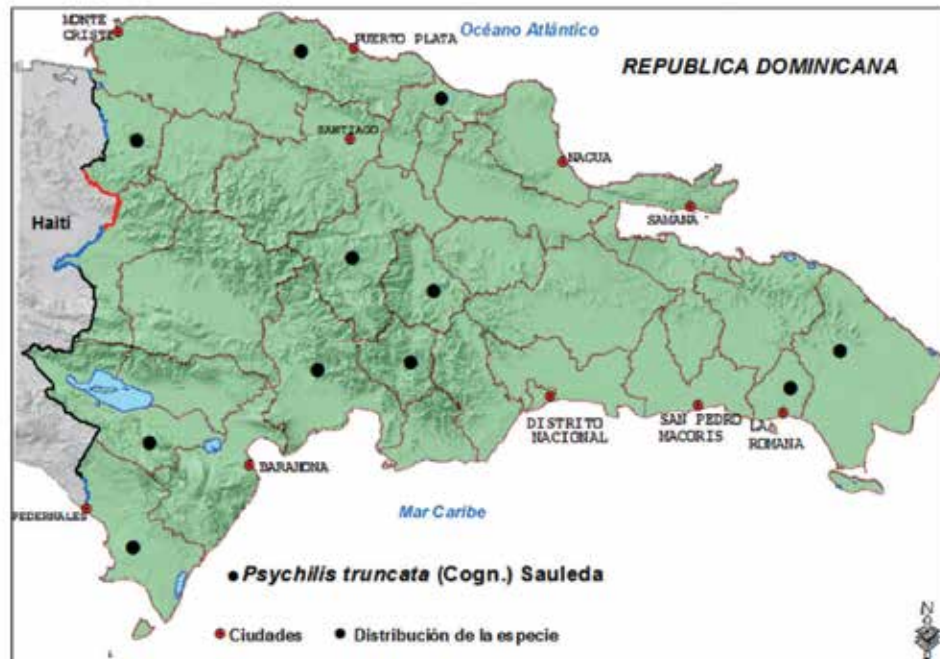 MONTE
CRISTI
PUERTO PLATA
Océano Atlántico
REPUBLICA DOMINICANA
SANTIAGO
NAGUA
SAMANA
Haití
DISTRITO
NACIONAL
SAN PEDRO
MACORIS
LA
ROMANA
BARAHONA
PEDERNALES
Mar Caribe
Psychilis truncata (Cogn.) Sauleda
Ciudades
Distribución de la especie
N